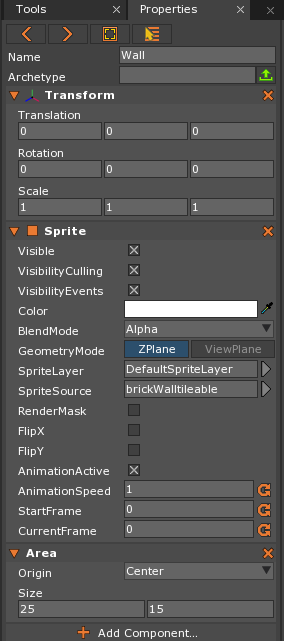 Tools × Properties × ×
Name Wall
Archetype
Transform
Translation
0 0 0
Rotation
0 0 0
Scale
1 1 1
Sprite
Visible
VisibilityCulling
VisibilityEvents
Color
BlendMode Alpha
GeometryMode ZPlane ViewPlane
SpriteLayer DefaultSpriteLayer
SpriteSource brickWalltileable
RenderMask
FlipX
FlipY
AnimationActive
AnimationSpeed 1
StartFrame 0
CurrentFrame 0
Area
Origin Center
Size
25 15
Add Component...